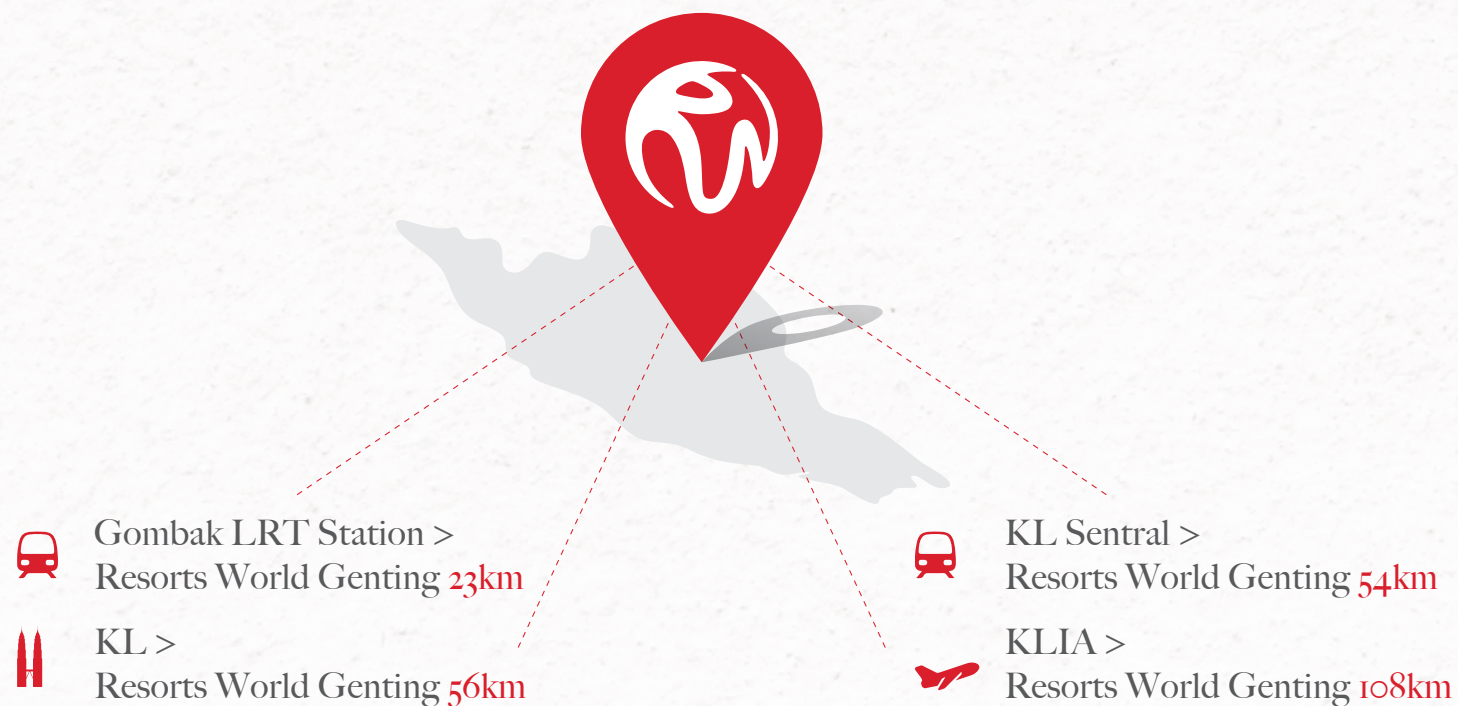 RW
Gombak LRT Station >
Resorts World Genting 23km
KL >
Resorts World Genting 56km
KL Sentral >
Resorts World Genting 54km
KLIA >
Resorts World Genting 108km